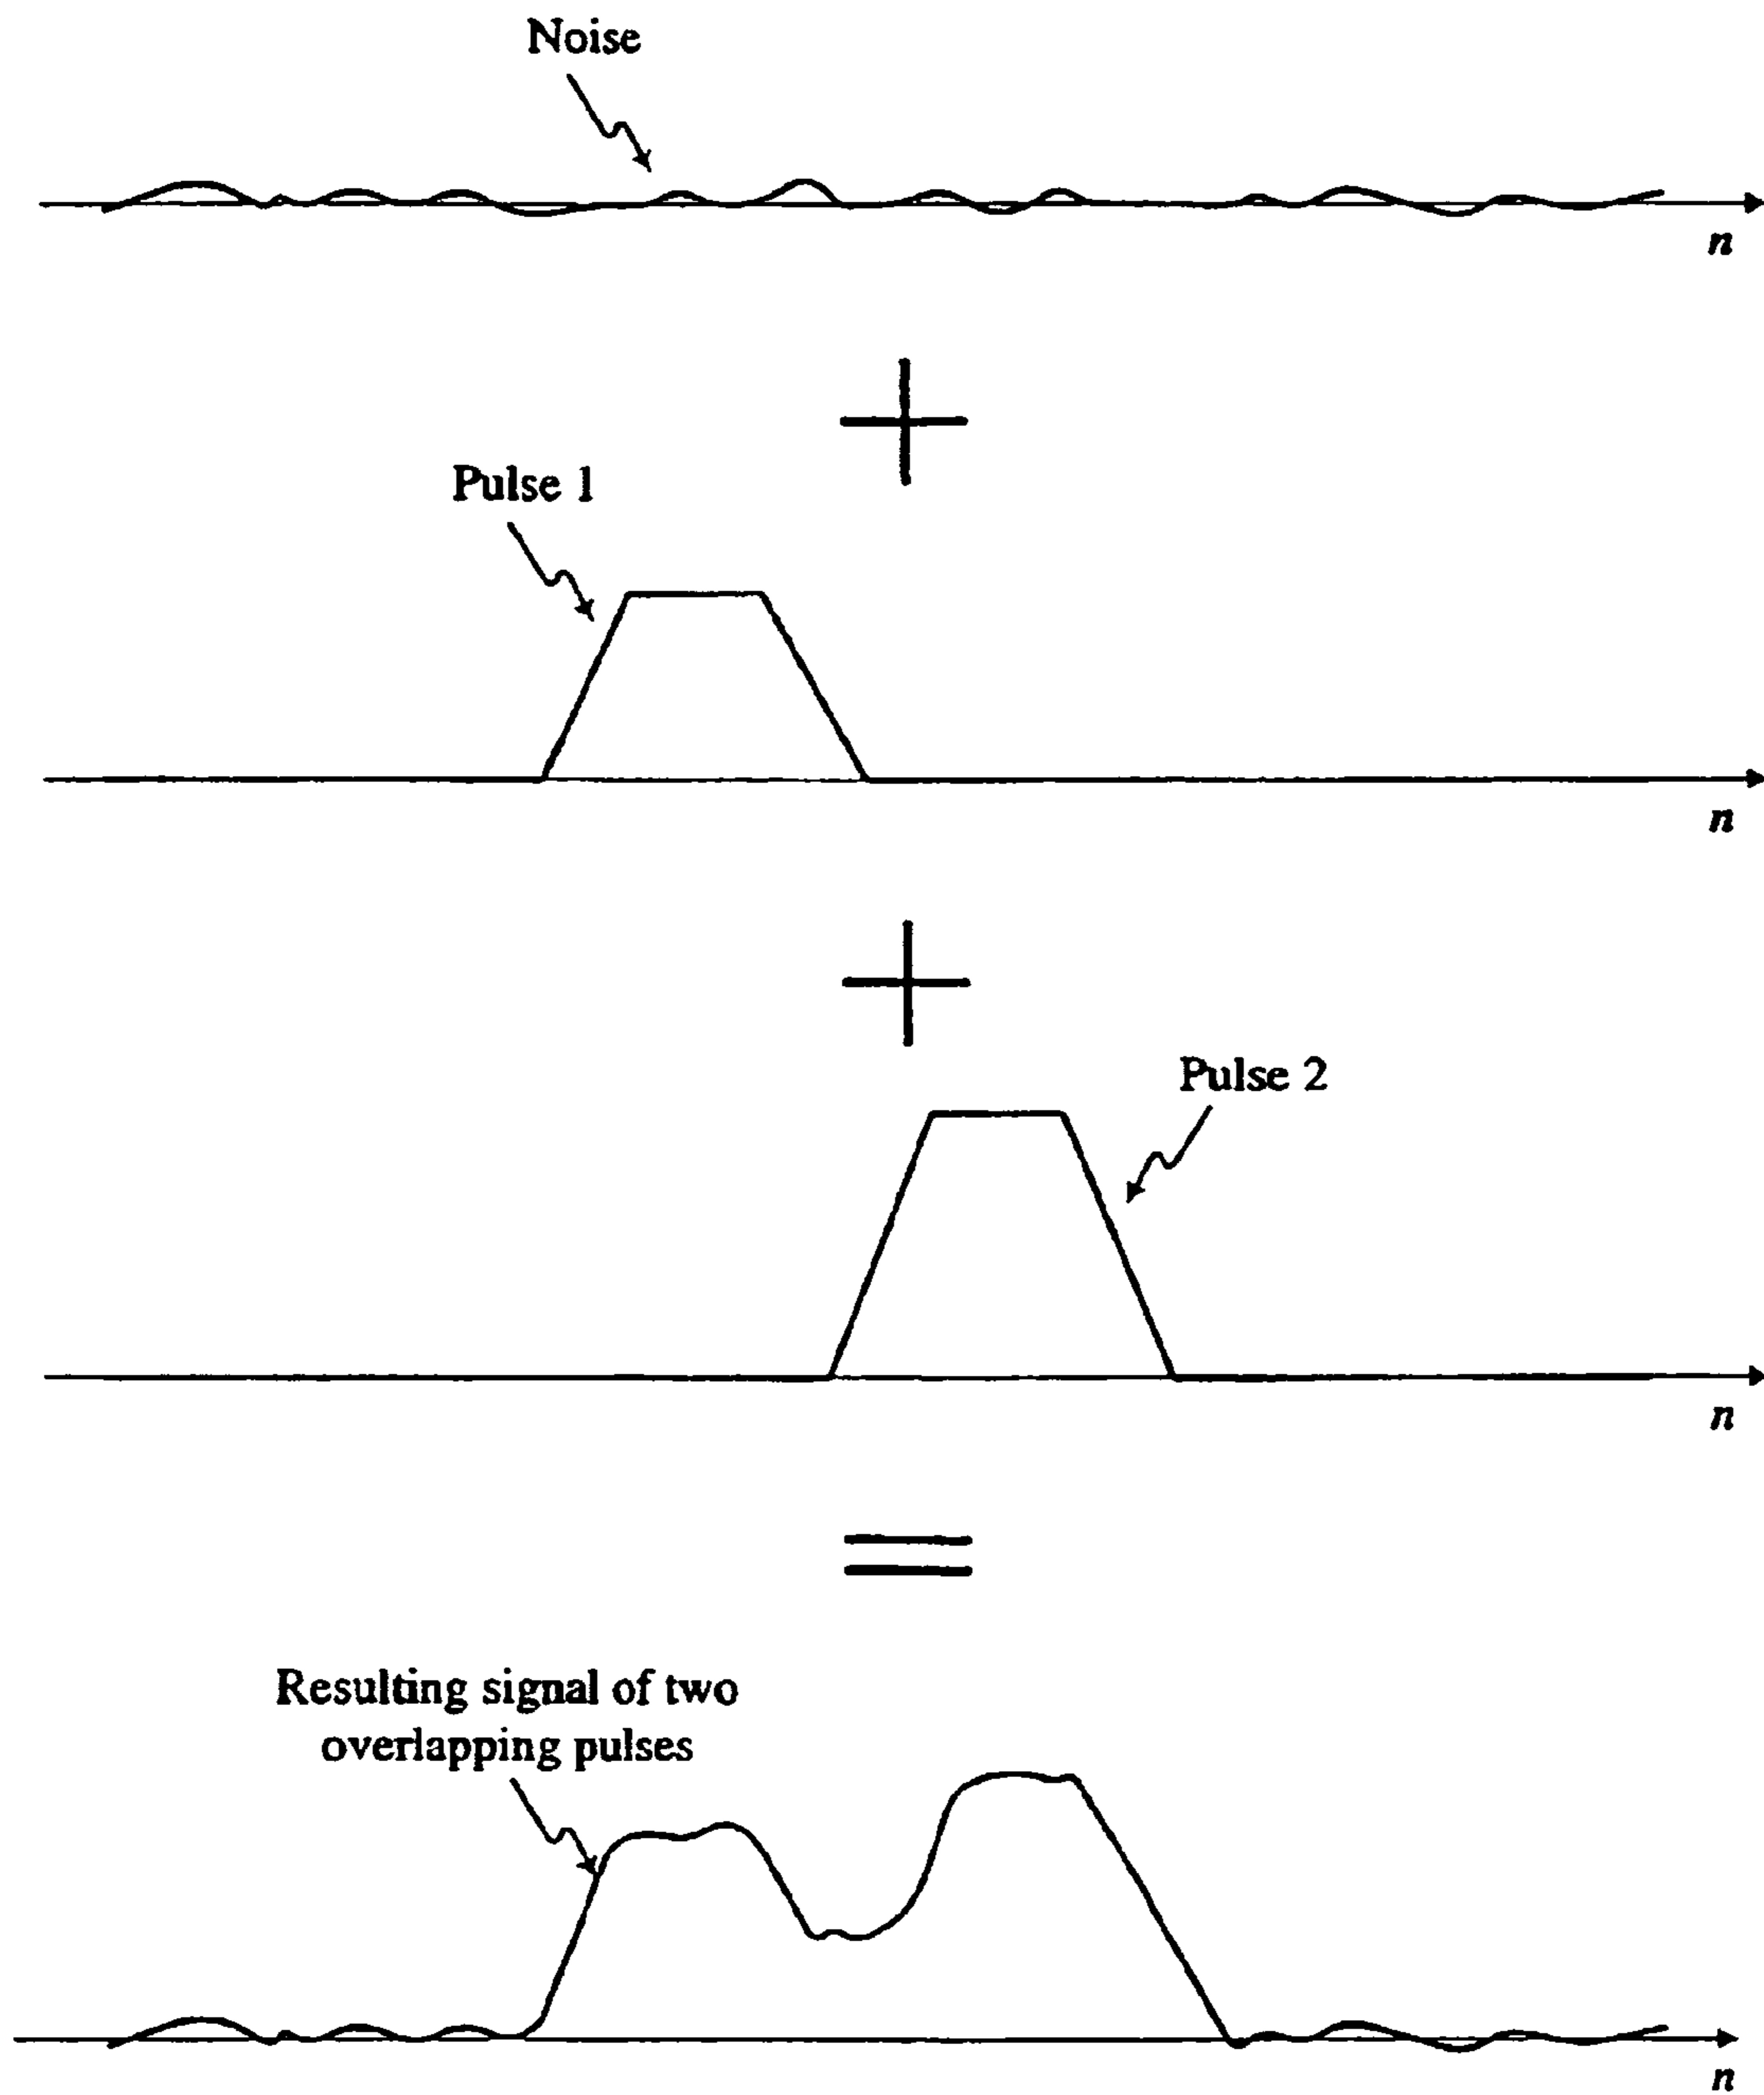 Noise
n
+
Pulse 1
n
+
Pulse 2
n
=
Resulting signal of two
overlapping pulses
n